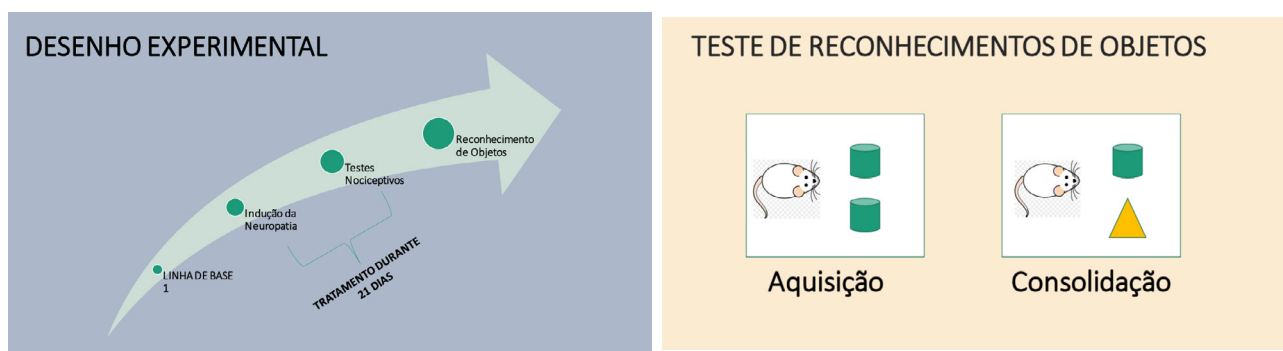 DESENHO EXPERIMENTAL
Reconhecimento
de Objetos
Testes
Nociceptivos
Indução da
Neuropatia
LINHA DE BASE
1
TRATAMENTO DURANTE
21 DIAS
TESTE DE RECONHECIMENTOS DE OBJETOS
Aquisição
Consolidação